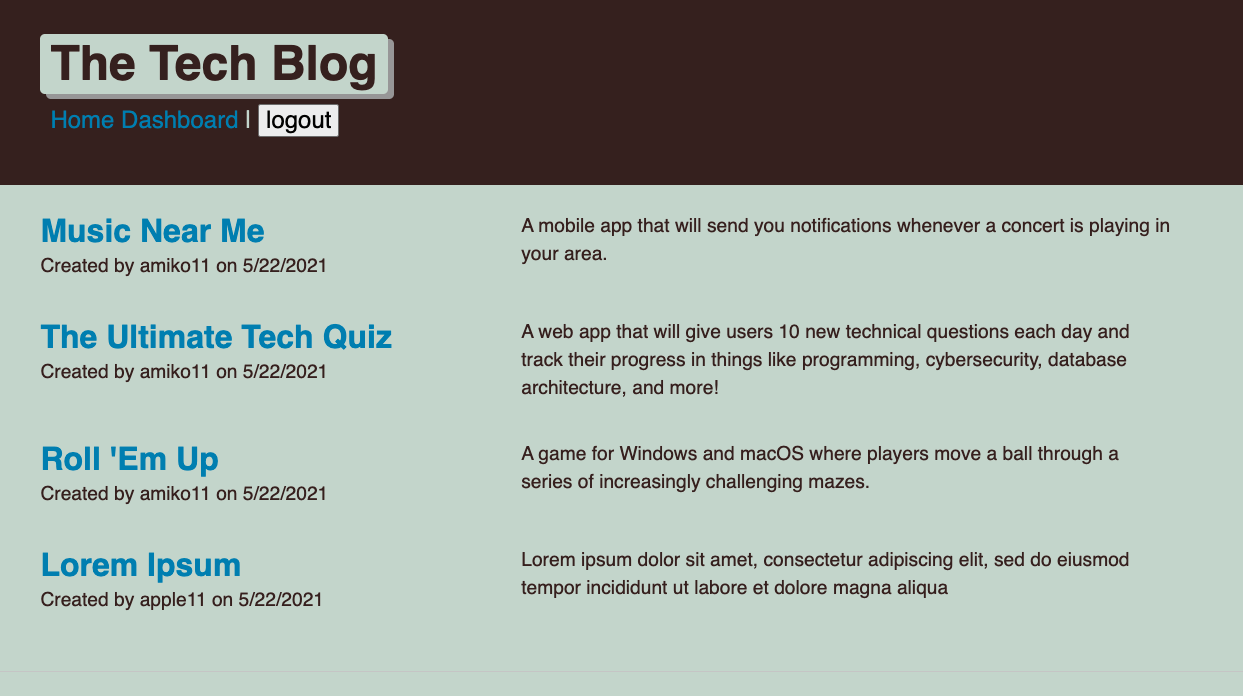 The Tech Blog
Home Dashboard | logout
Music Near Me
Created by amiko11 on 5/22/2021
A mobile app that will send you notifications whenever a concert is playing in
your area.
The Ultimate Tech Quiz
Created by amiko11 on 5/22/2021
A web app that will give users 10 new technical questions each day and
track their progress in things like programming, cybersecurity, database
architecture, and more!
Roll 'Em Up
Created by amiko11 on 5/22/2021
A game for Windows and macOS where players move a ball through a
series of increasingly challenging mazes.
Lorem Ipsum
Created by apple11 on 5/22/2021
Lorem ipsum dolor sit amet, consectetur adipiscing elit, sed do eiusmod
tempor incididunt ut labore et dolore magna aliqua